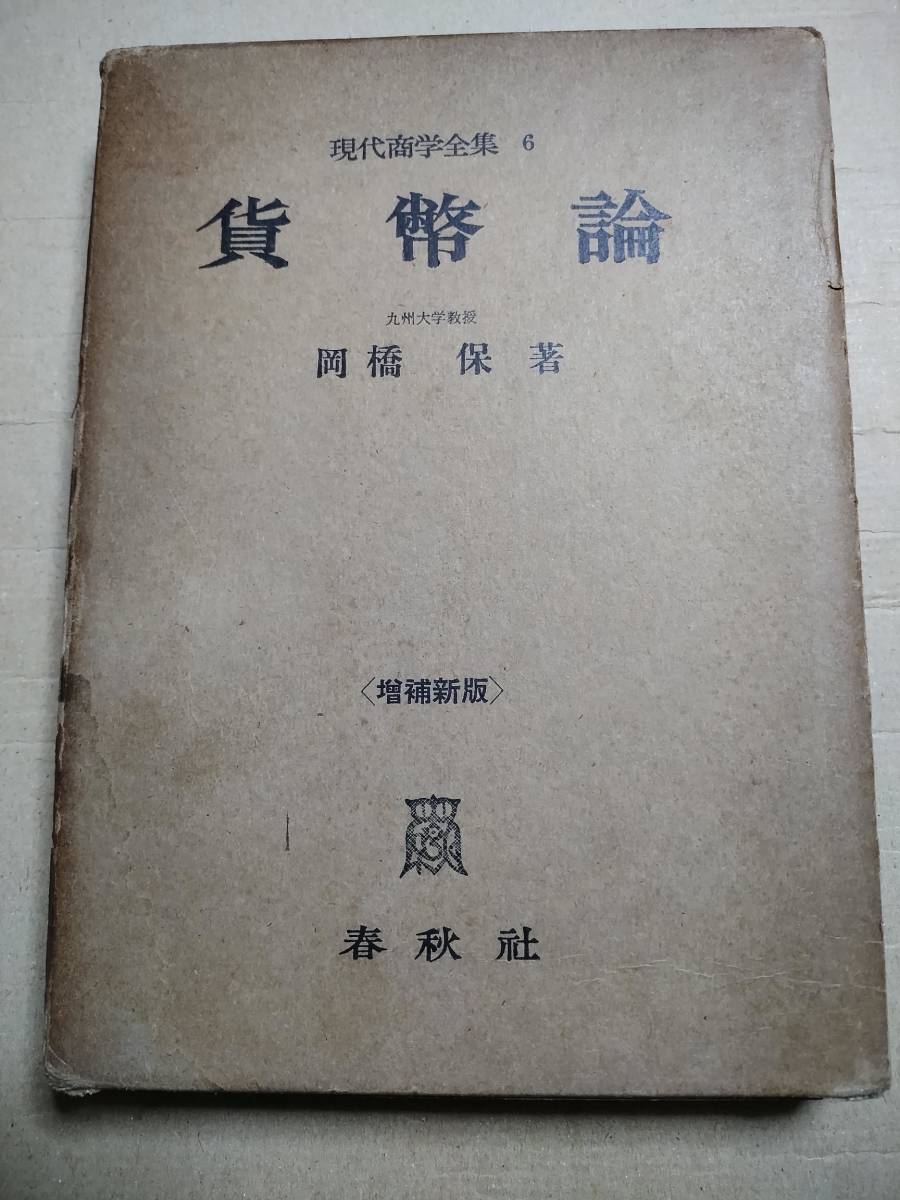 現代商学全集 6
貨幣論
九州大学教授
岡橋 保 著
〈增補新版〉
春秋社